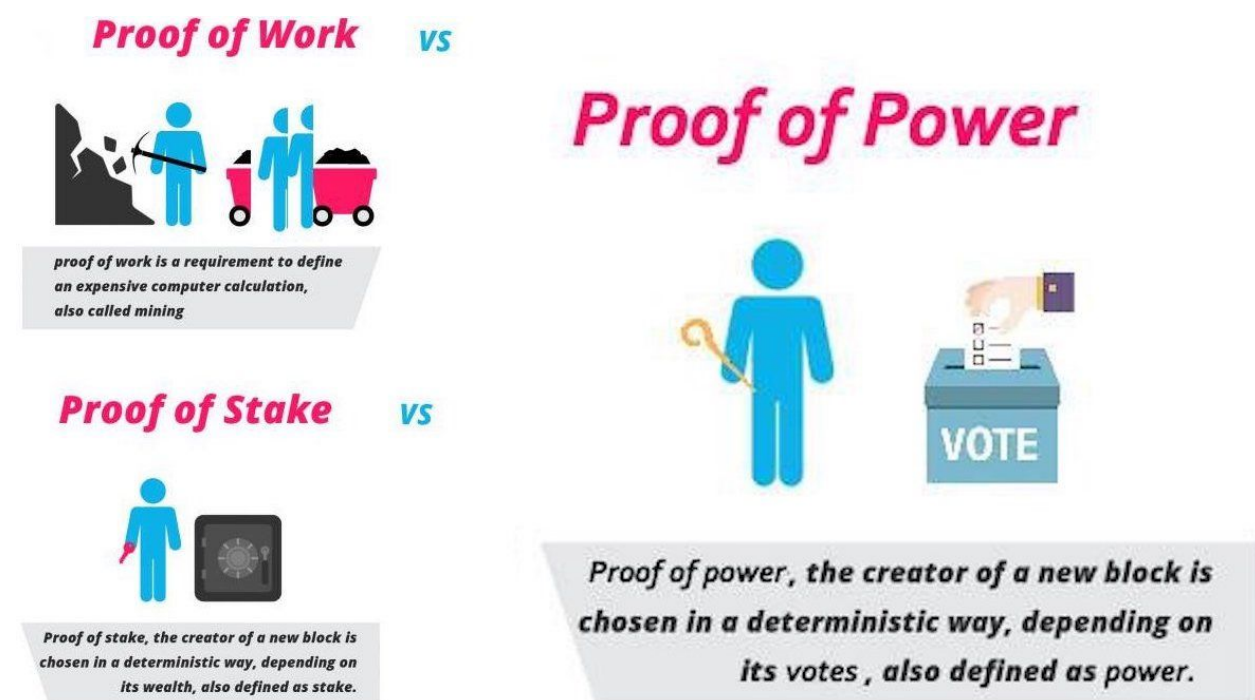 Proof of Work vs
proof of work is a requirement to define
an expensive computer calculation,
also called mining
Proof of Stake vs
Proof of stake, the creator of a new block is
chosen in a deterministic way, depending on
its wealth, also defined as stake.
Proof of Power
VOTE
Proof of power, the creator of a new block is
chosen in a deterministic way, depending on
its votes , also defined as power.